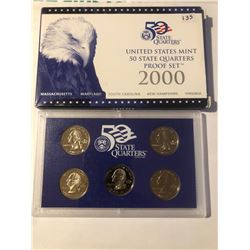 135
50
STATE
QUARTERS
UNITED STATES MINT
50 STATE QUARTERS
PROOF SET™
2000
MASSACHUSETTS MARYLAND SOUTH CAROLINA NEW HAMPSHIRE VIRGINIA
50
STATE
QUARTERS